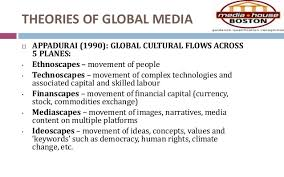 THEORIES OF GLOBAL MEDIA
media house
BOSTON
APPADURAI (1990): GLOBAL CULTURAL FLOWS ACROSS
5 PLANES:
Ethnoscapes – movement of people
Technoscapes – movement of complex technologies and
associated capital and skilled labour
Finanscapes – movement of financial capital (currency,
stock, commodities exchange)
Mediascapes – movement of images, narratives, media
content on multiple platforms
Ideoscapes – movement of ideas, concepts, values and
'keywords' such as democracy, human rights, climate
change, etc.